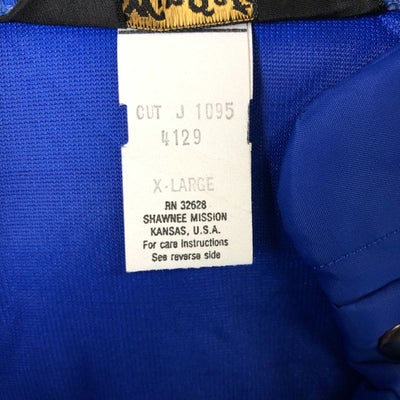 CUT J 1095
4129
X-LARGE
RN 32628
SHAWNEE MISSION
KANSAS, U.S.A.
For care instructions
See reverse side